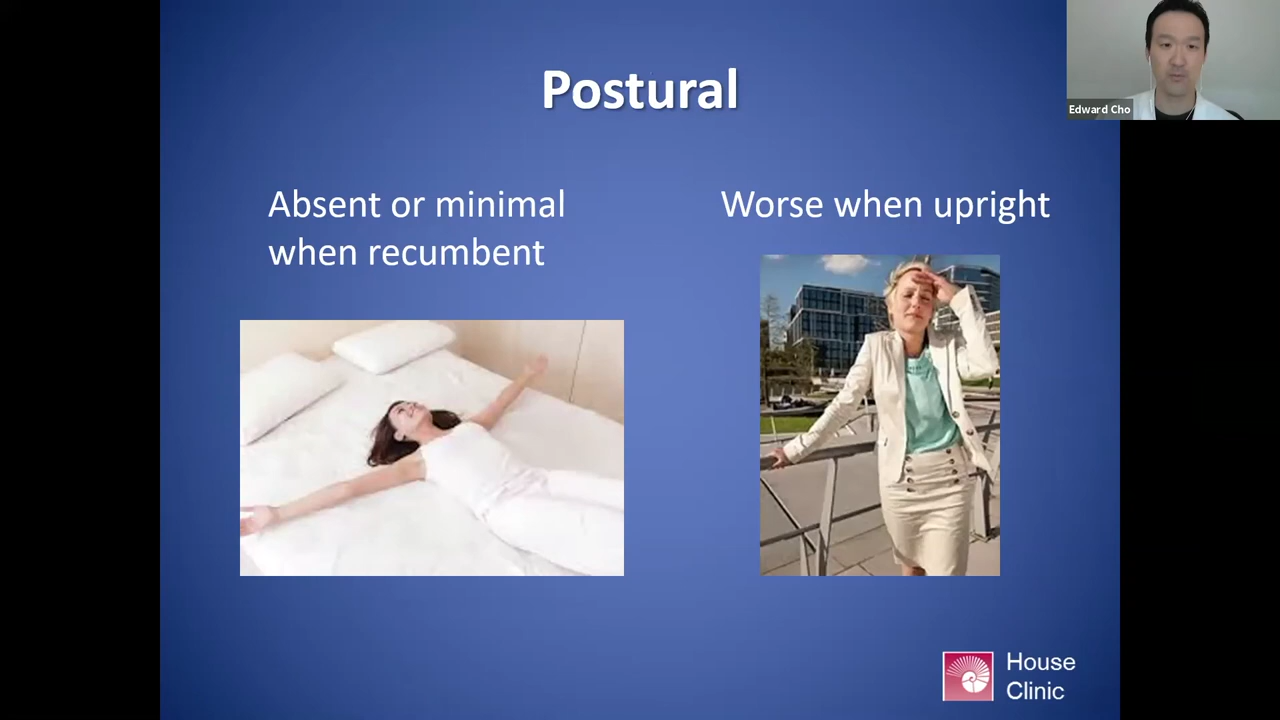 Postural
Edward Cho
Absent or minimal
when recumbent
Worse when upright
House
Clinic